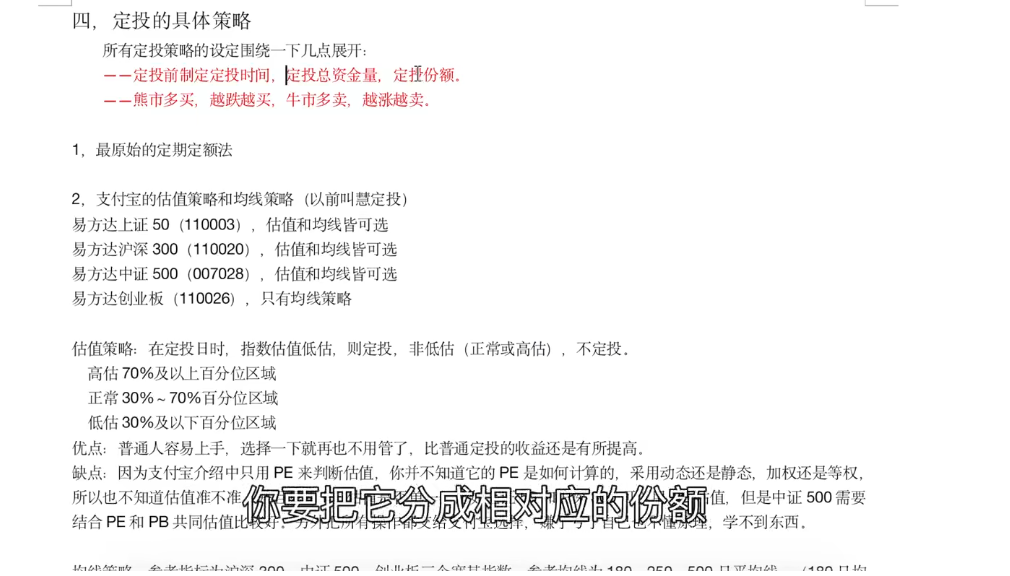 四，定投的具体策略
所有定投策略的设定围绕一下几点展开：
——定投前制定定投时间，定投总资金量，定投份额。
——熊市多买，越跌越买，牛市多卖，越涨越卖。
1，最原始的定期定额法
2，支付宝的估值策略和均线策略（以前叫慧定投）
易方达上证 50（110003），估值和均线皆可选
易方达沪深 300（110020），估值和均线皆可选
易方达中证 500（007028），估值和均线皆可选
易方达创业板（110026），只有均线策略
估值策略：在定投日时，指数估值低估，则定投，非低估（正常或高估），不定投。
高估 70%及以上百分位区域
正常 30%～70%百分位区域
低估 30%及以下百分位区域
优点：普通人容易上手，选择一下就再也不用管了，比普通定投的收益还是有所提高。
缺点：因为支付宝介绍中只用 PE 来判断估值，你并不知道它的 PE 是如何计算的，采用动态还是静态，加权还是等权，
所以也不知道估值准不准 估值，但是中证 500 需要
结合 PE 和 PB 共同估值比较好 学不到东西。
你要把它分成相对应的份额